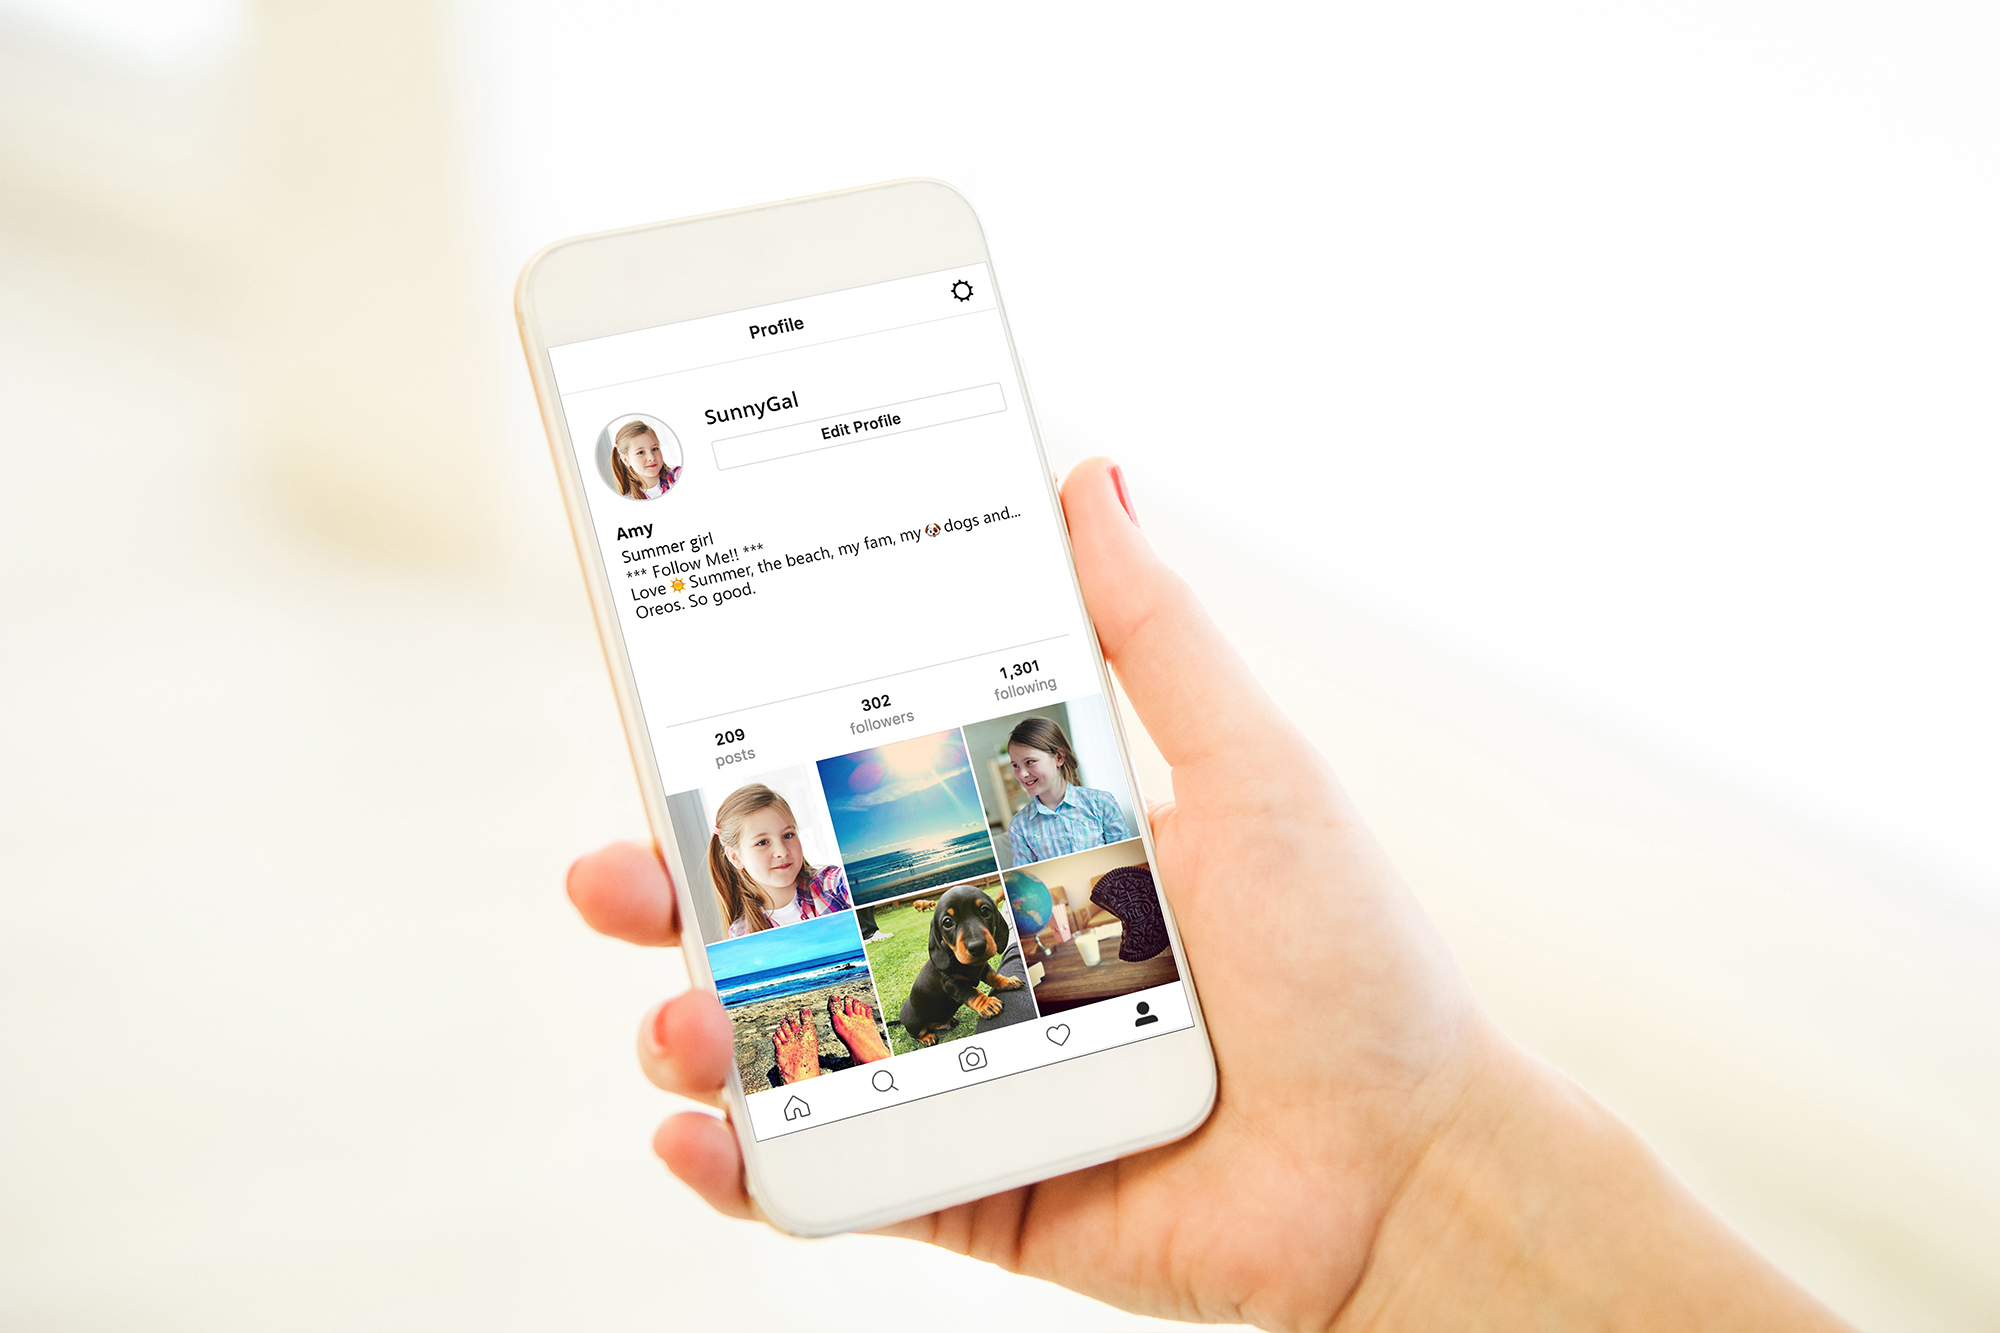 Profile
SunnyGal
Edit Profile
Amy
Summer girl
*** Follow Me!! ***
Love ☀️ Summer, the beach, my fam, my 🐶 dogs and...
Oreos. So good.
209
posts
302
followers
1,301
following
OREO